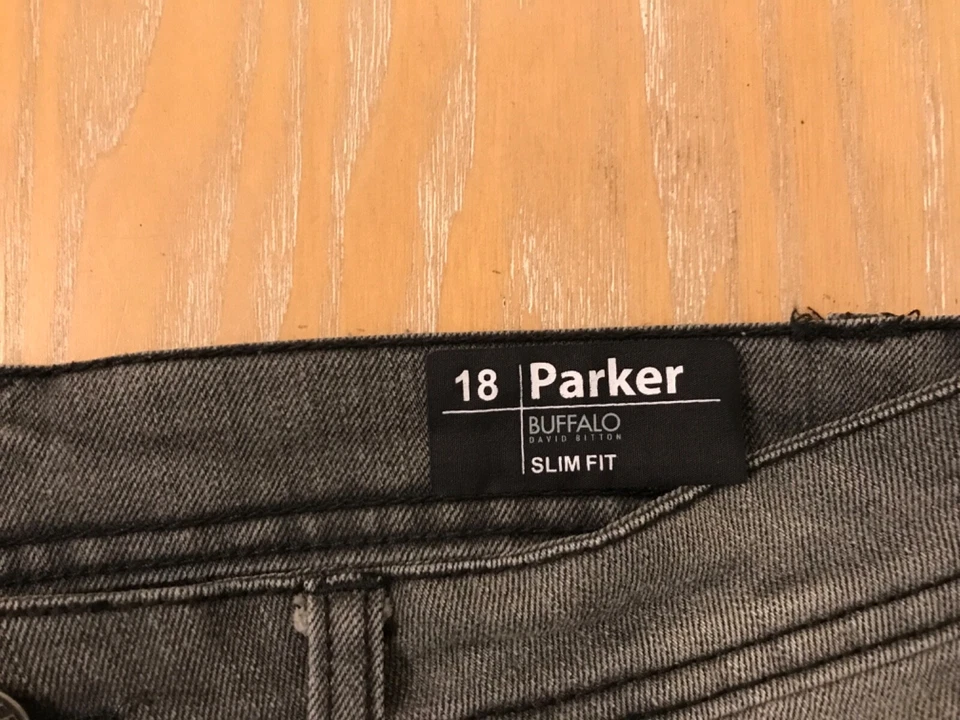 18 Parker
BUFFALO
DAVID BITTON
SLIM FIT